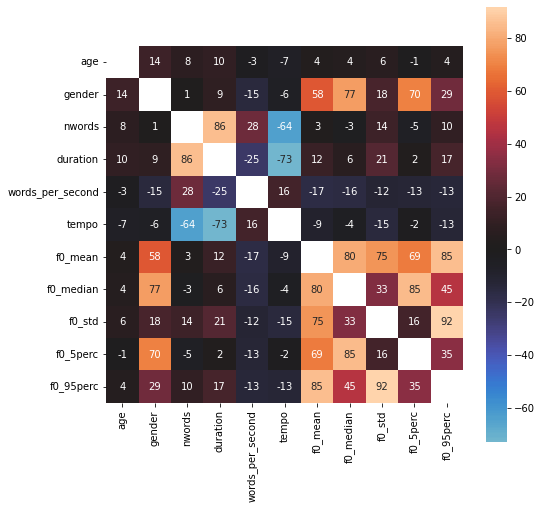 age 14 8 10 -3 -7 4 4 6 -1 4
gender 14 1 9 -15 -6 58 77 18 70 29
nwords 8 1 86 28 -64 3 -3 14 -5 10
duration 10 9 86 -25 -73 12 6 21 2 17
words_per_second -3 -15 28 -25 16 -17 -16 -12 -13 -13
tempo -7 -6 -64 -73 16 -9 -4 -15 -2 -13
f0_mean 4 58 3 12 -17 -9 80 75 69 85
f0_median 4 77 -3 6 -16 -4 80 33 85 45
f0_std 6 18 14 21 -12 -15 75 33 16 92
f0_5perc -1 70 -5 2 -13 -2 69 85 16 35
f0_95perc 4 29 10 17 -13 -13 85 45 92 35
age gender nwords duration words_per_second tempo f0_mean f0_median f0_std f0_5perc f0_95perc
80
60
40
20
0
−20
−40
−60